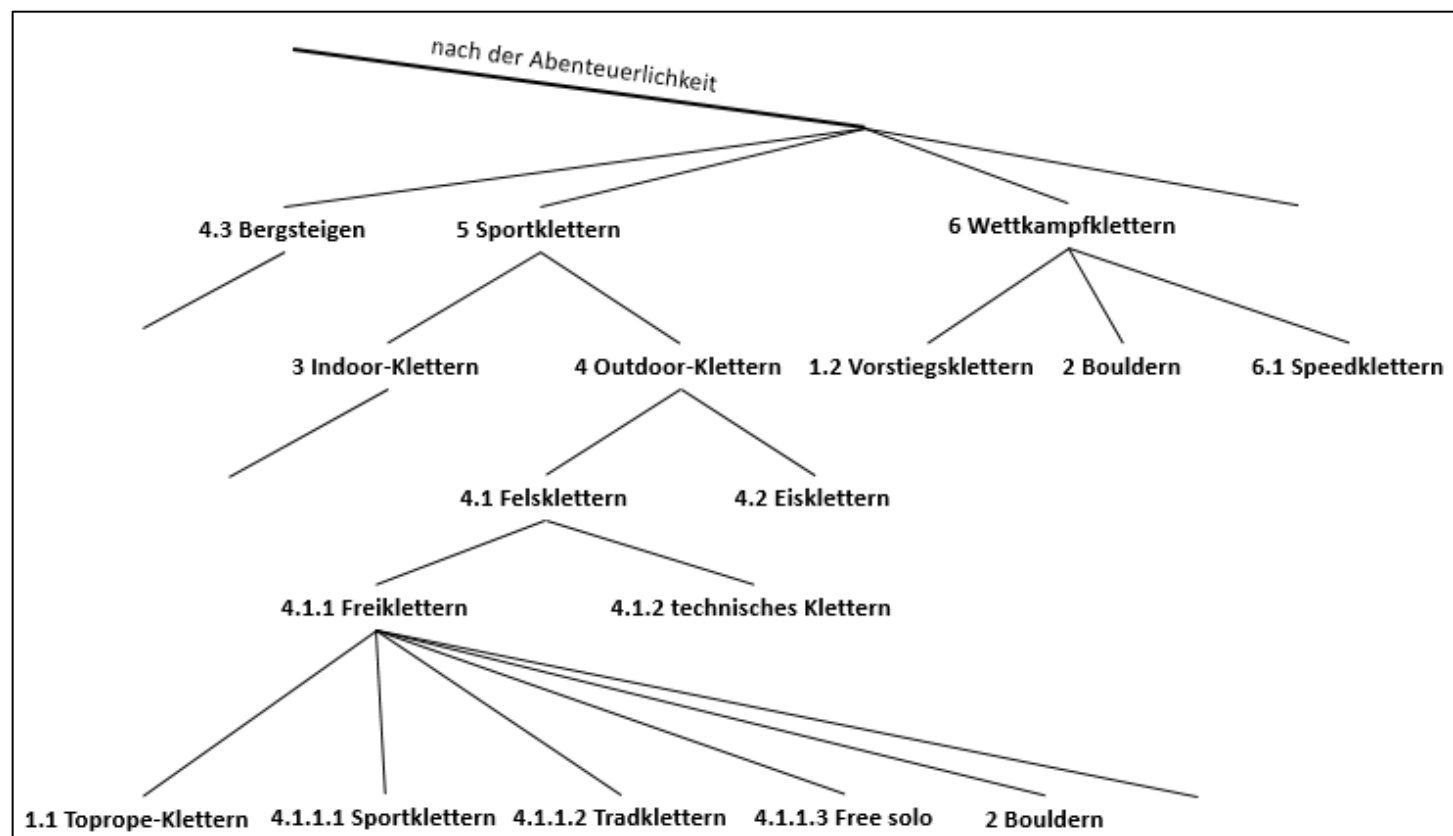 nach der Abenteuerlichkeit
4.3 Bergsteigen
5 Sportklettern
6 Wettkampfklettern
3 Indoor-Klettern
4 Outdoor-Klettern
1.2 Vorstiegsklettern
2 Bouldern
6.1 Speedklettern
4.1 Felsklettern
4.2 Eisklettern
4.1.1 Freiklettern
4.1.2 technisches Klettern
1.1 Toprope-Klettern
4.1.1.1 Sportklettern
4.1.1.2 Tradklettern
4.1.1.3 Free solo
2 Bouldern